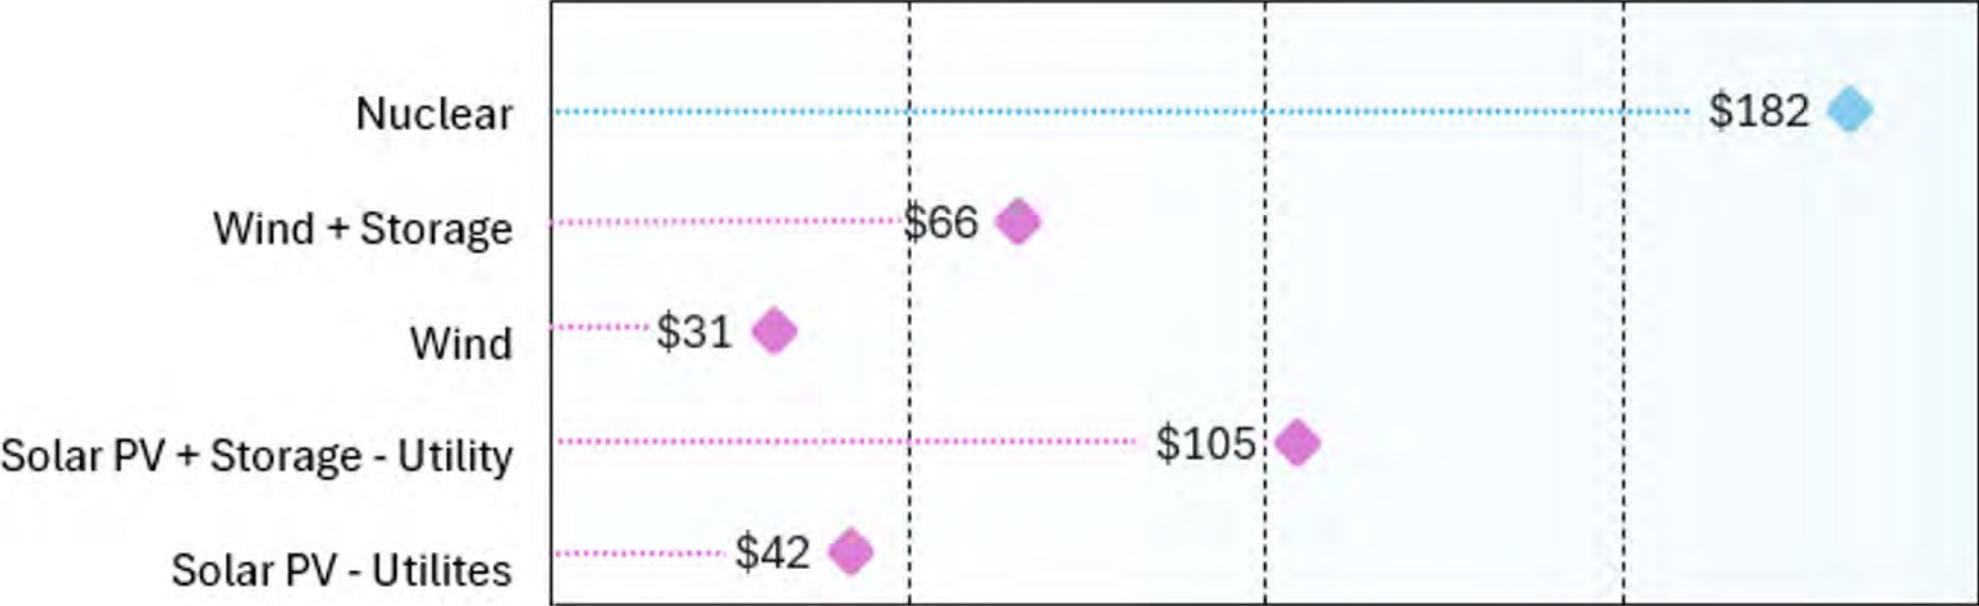 Nuclear $182
Wind + Storage $66
Wind $31
Solar PV + Storage - Utility $105
Solar PV - Utilites $42